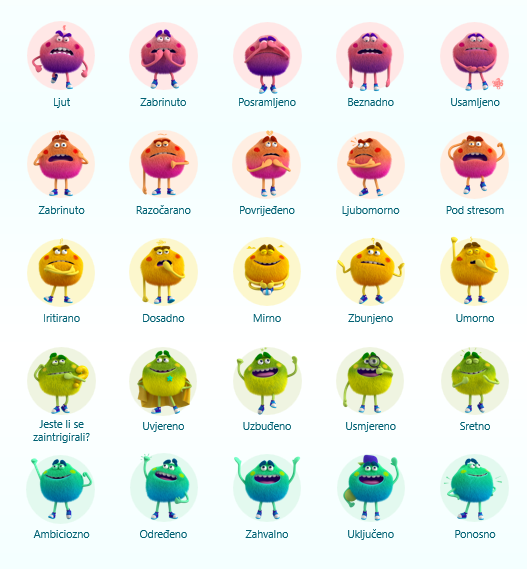 Ljut
Zabrinuto
Posramljeno
Beznadno
Usamljeno
Zabrinuto
Razočarano
Povrijeđeno
Ljubomorno
Pod stresom
Iritirano
Dosadno
Mirno
Zbunjeno
Umorno
Jeste li se
zaintrigirali?
Uvjereno
Uzbuđeno
Usmjereno
Sretno
Ambiciozno
Određeno
Zahvalno
Uključeno
Ponosno